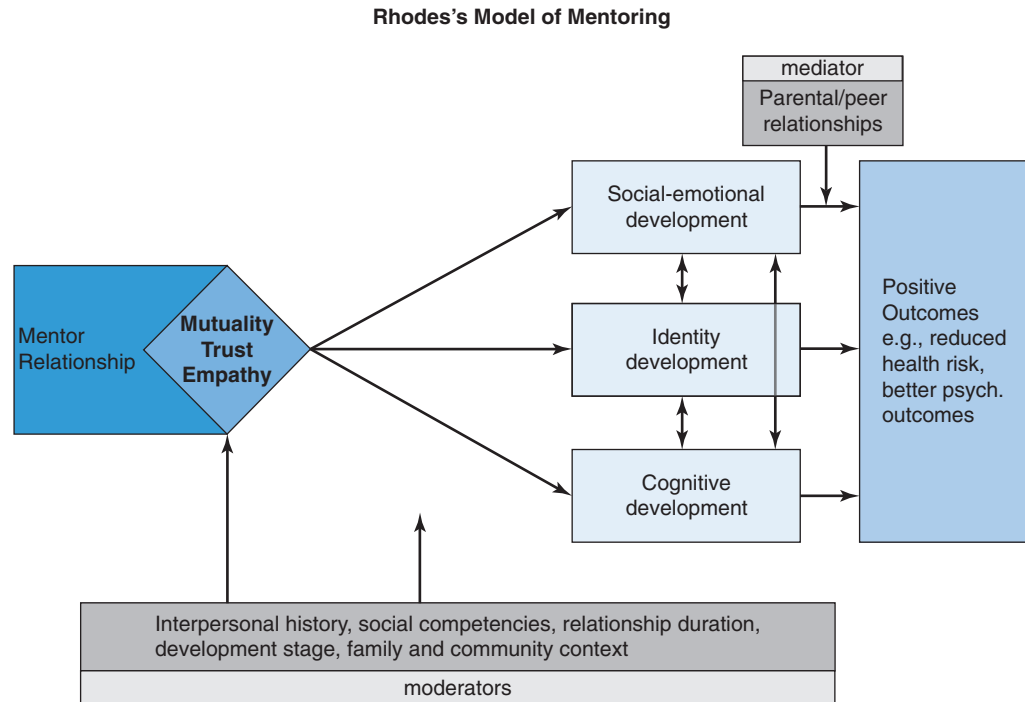 Rhodes's Model of Mentoring
mediator
Parental/peer
relationships
Social-emotional
development
Mentor
Relationship
Mutuality
Trust
Empathy
Identity
development
Positive
Outcomes
e.g., reduced
health risk,
better psych.
outcomes
Cognitive
development
Interpersonal history, social competencies, relationship duration,
development stage, family and community context
moderators